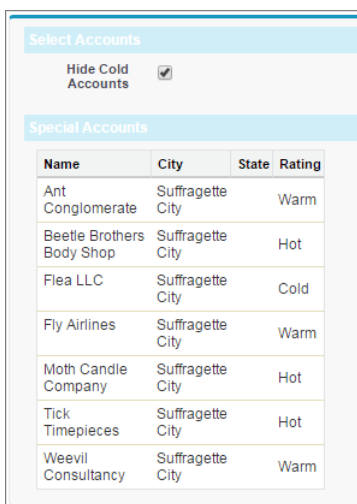 Select Accounts
Hide Cold
Accounts
Special Accounts
Name City State Rating
Ant Conglomerate Suffragette City Warm
Beetle Brothers Body Shop Suffragette City Hot
Flea LLC Suffragette City Cold
Fly Airlines Suffragette City Warm
Moth Candle Company Suffragette City Hot
Tick Timepieces Suffragette City Hot
Weevil Consultancy Suffragette City Warm